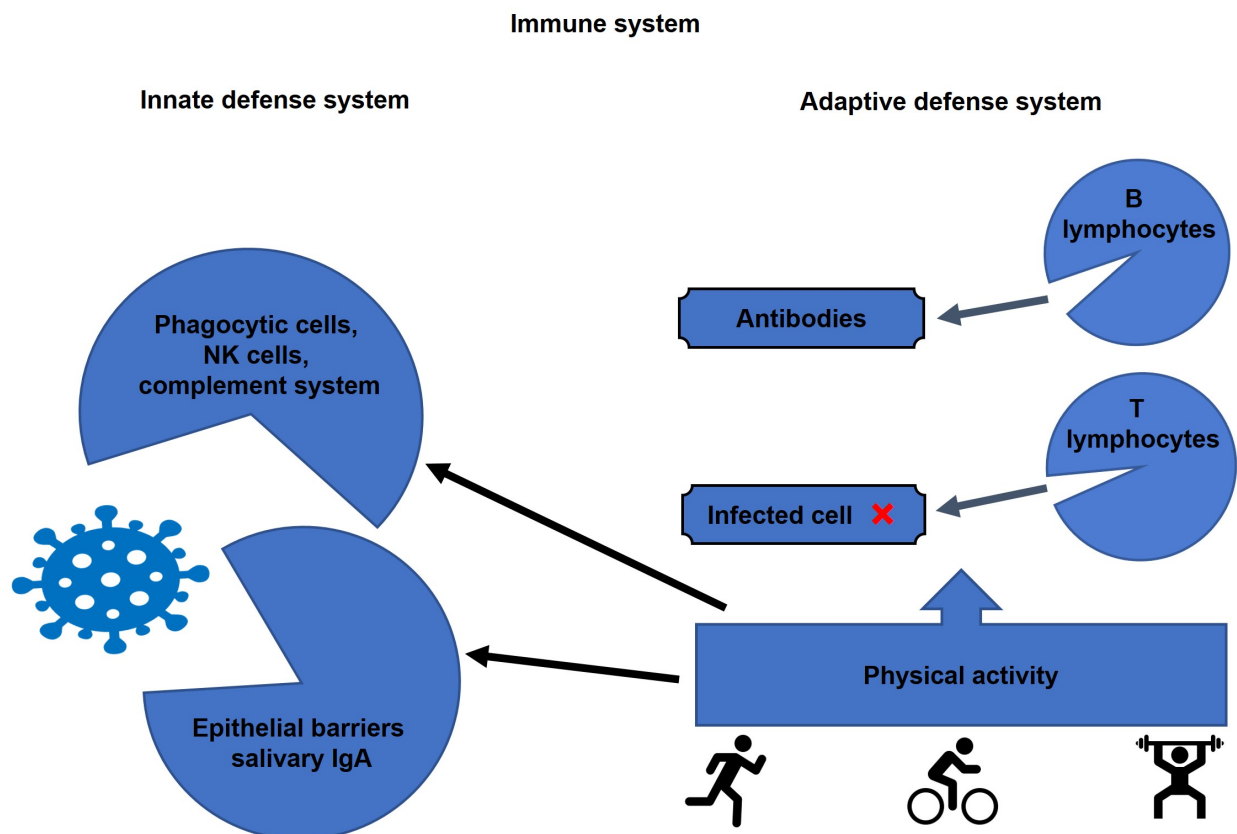 Immune system
Innate defense system
Adaptive defense system
Phagocytic cells,
NK cells,
complement system
Epithelial barriers
salivary IgA
B
lymphocytes
Antibodies
T
lymphocytes
Infected cell
Physical activity